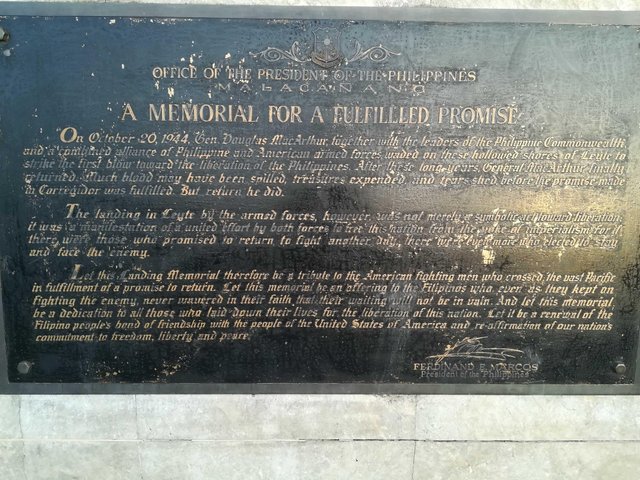 OFFICE OF THE PRESIDENT OF THE PHILIPPINES
MALACAÑANG
A MEMORIAL FOR A FULFILLLED PROMISE
On October 20, 1944, Gen. Douglas MacArthur, together with the leaders of the Philippine Commonwealth
and a combined alliance of Philippine and American armed forces waded on these hollowed shores of Leyte to
strike the first blow toward the liberation of the Philippines. After three long years, General MacArthur finally
returned. Much blood may have been spilled, treasures expended, and tears shed before the promise made
in Corregidor was fulfilled. But return he did.
The landing in Leyte by the armed forces, however, was not merely a symbolic act toward liberation,
it was a manifestation of a united effort by both forces to free this nation from the yoke of imperialism, for if
there were those who promised to return to fight another day, there were even more who elected to stay
and face the enemy.
Let this Landing Memorial therefore be a tribute to the American fighting men who crossed the vast Pacific
in fulfillment of a promise to return. Let this memorial be an offering to the Filipinos who even as they kept on
fighting the enemy, never wavered in their faith that their waiting will not be in vain. And let this memorial
be a dedication to all those who laid down their lives for the liberation of this nation. Let it be a renewal of the
Filipino people's bond of friendship with the people of the United States of America and re-affirmation of our nation's
commitment to freedom, liberty and peace.
FERDINAND E. MARCOS
President of the Philippines